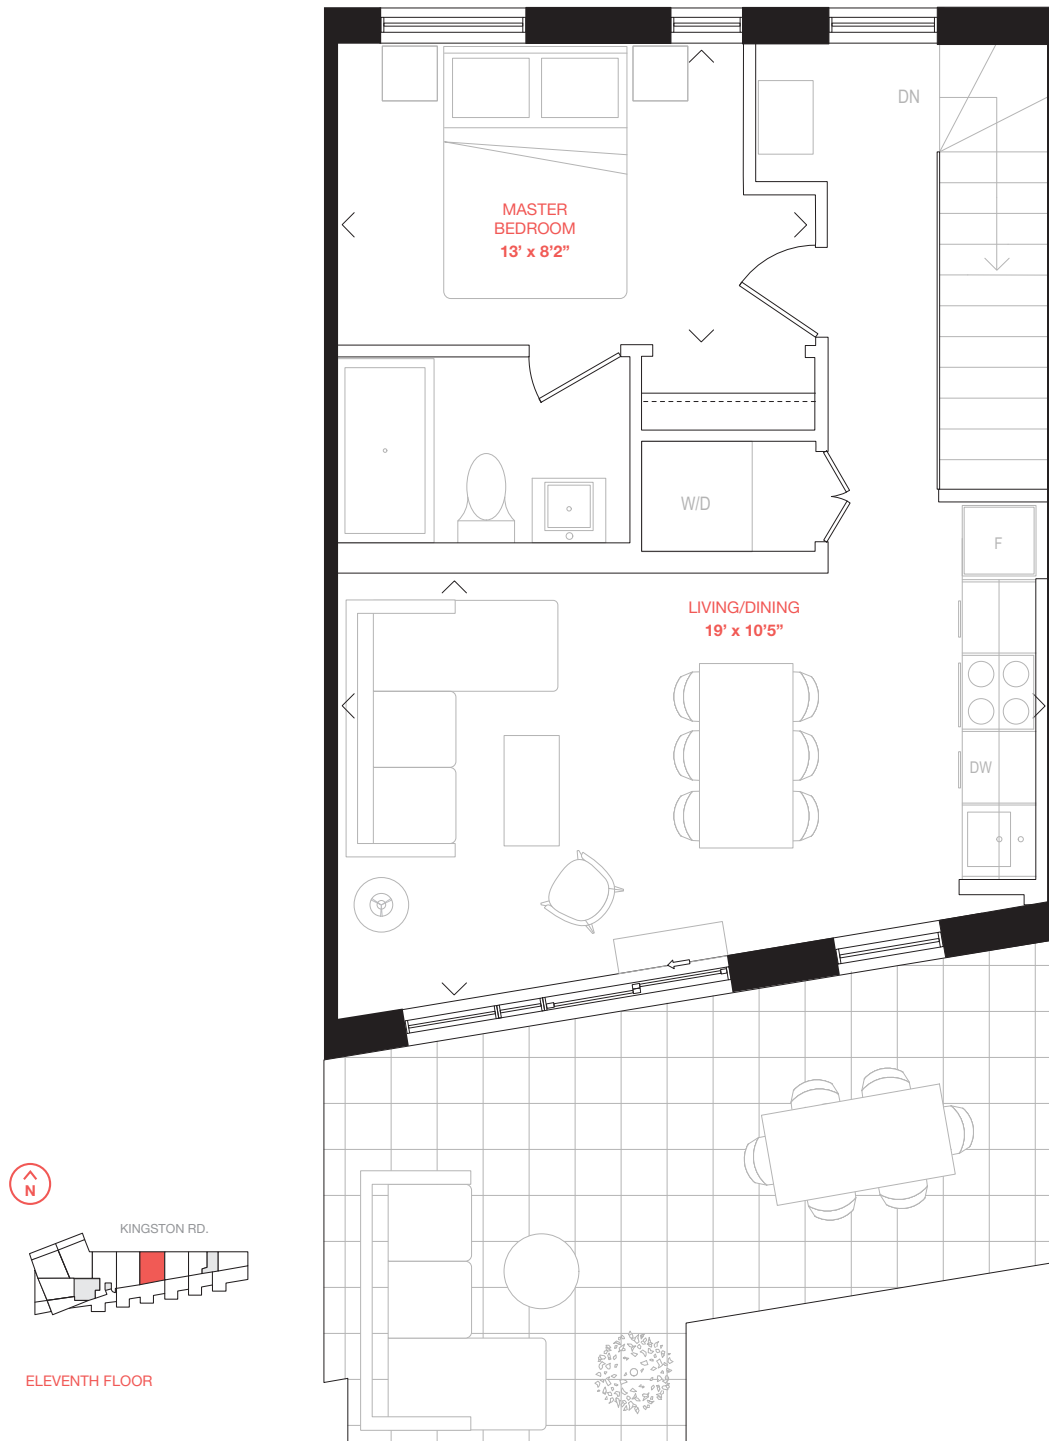 DN
MASTER
BEDROOM
13’ x 8’2”
W/D
F
LIVING/DINING
19’ x 10’5”
DW
N
KINGSTON RD.
ELEVENTH FLOOR